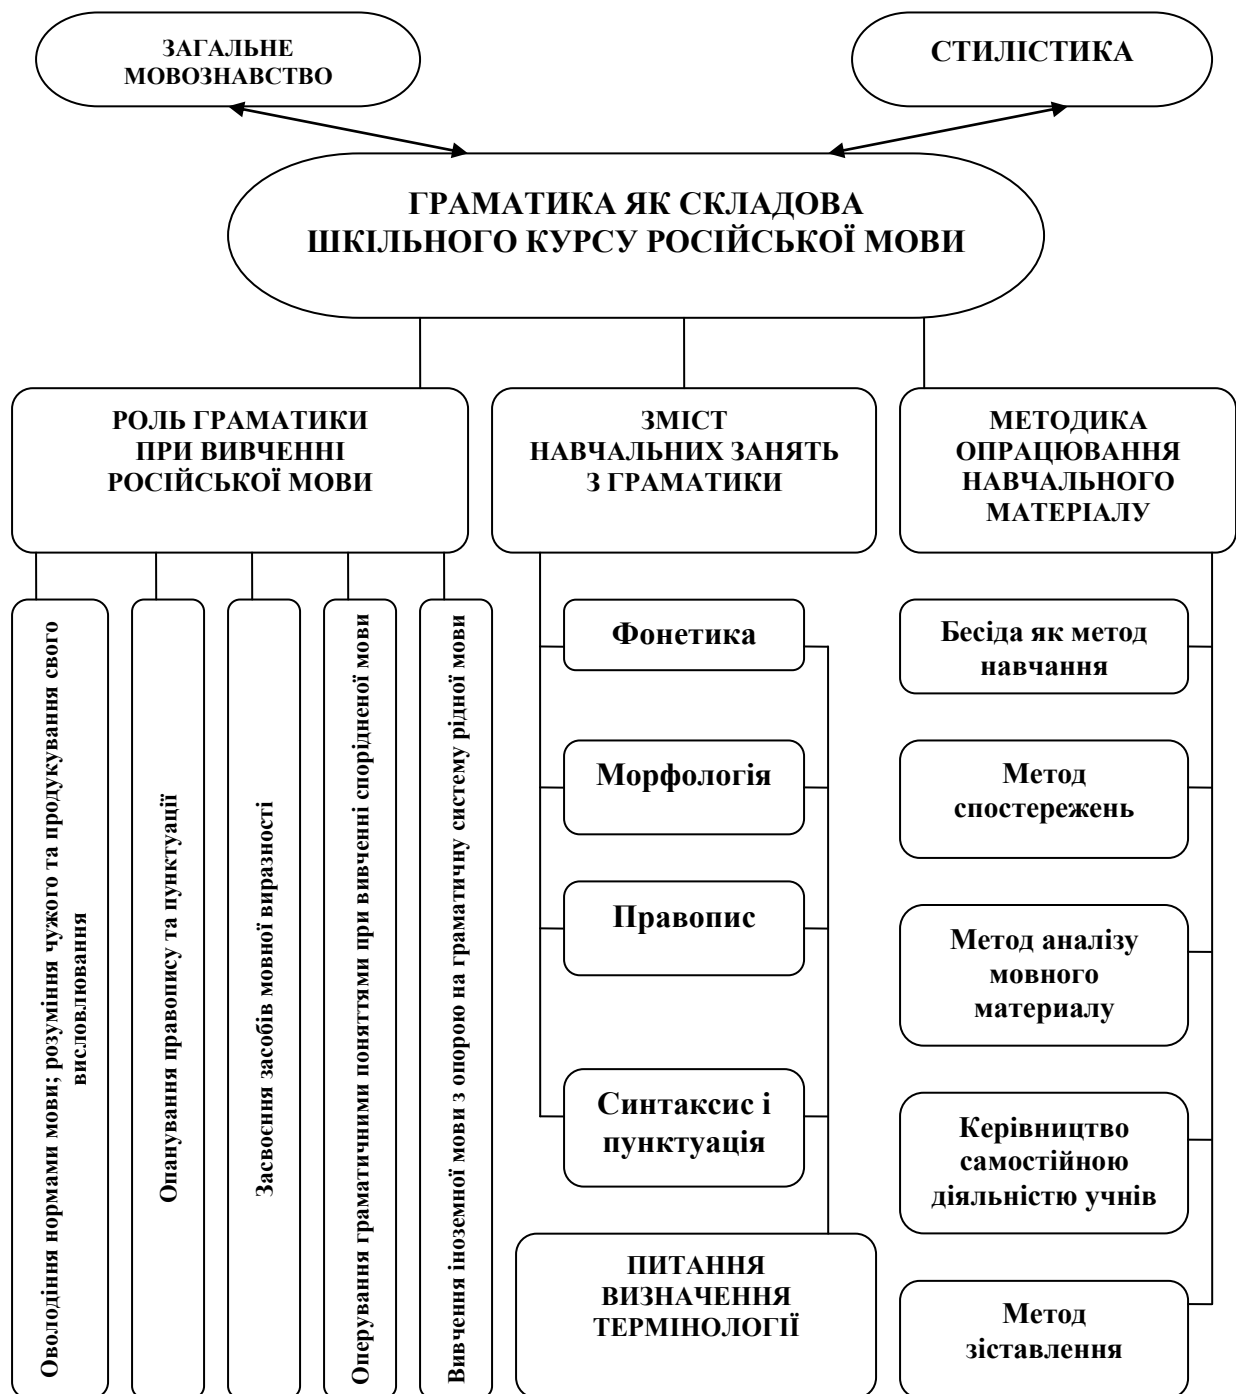 ЗАГАЛЬНЕ
МОВОЗНАВСТВО
СТИЛІСТИКА
ГРАМАТИКА ЯК СКЛАДОВА
ШКІЛЬНОГО КУРСУ РОСІЙСЬКОЇ МОВИ
РОЛЬ ГРАМАТИКИ
ПРИ ВИВЧЕННІ
РОСІЙСЬКОЇ МОВИ
ЗМІСТ
НАВЧАЛЬНИХ ЗАНЯТЬ
З ГРАМАТИКИ
МЕТОДИКА
ОПРАЦЮВАННЯ
НАВЧАЛЬНОГО
МАТЕРІАЛУ
Оволодіння нормами мови; розуміння чужого та продукування свого
висловлювання
Опанування правопису та пунктуації
Засвоєння засобів мовної виразності
Оперування граматичними поняттями при вивченні спорідненої мови
Вивчення іноземної мови з опорою на граматичну систему рідної мови
Фонетика
Морфологія
Правопис
Синтаксис і
пунктуація
ПИТАННЯ
ВИЗНАЧЕННЯ
ТЕРМІНОЛОГІЇ
Бесіда як метод
навчання
Метод
спостережень
Метод аналізу
мовного
материалу
Керівництво
самостійною
діяльністю учнів
Метод
зіставлення